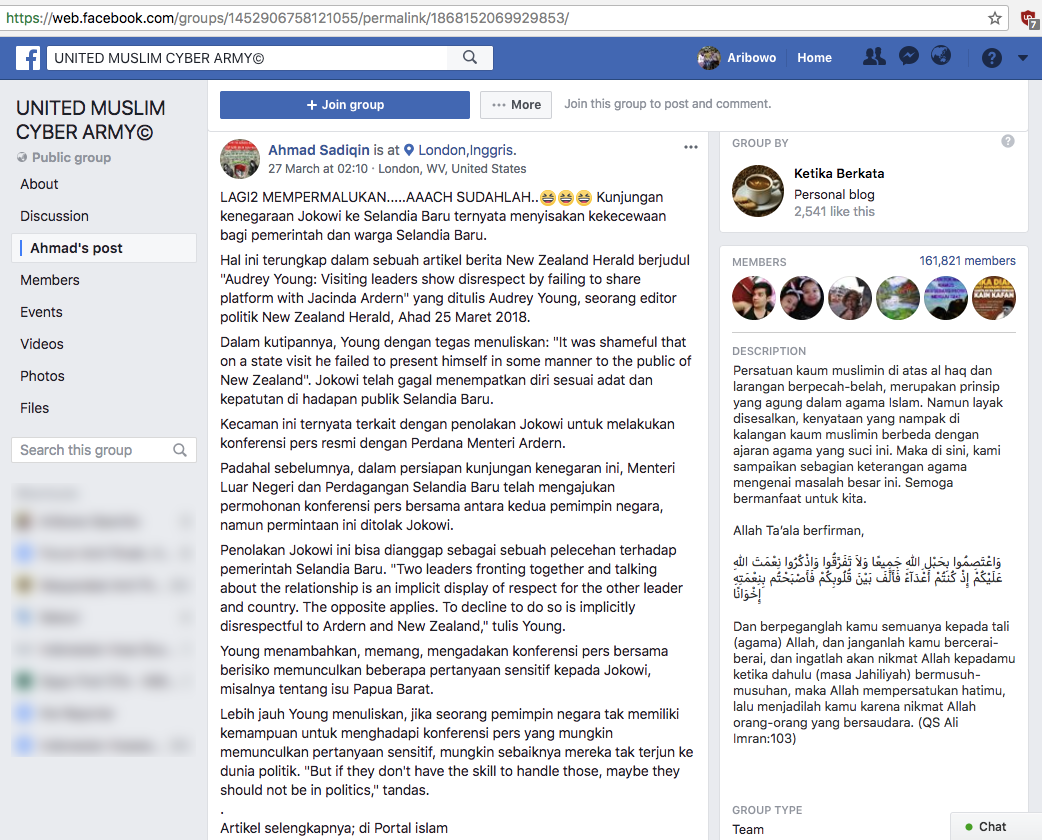 https://web.facebook.com/groups/1452906758121055/permalink/1868152069929853/
7
UNITED MUSLIM CYBER ARMY©
Aribowo
Home
UNITED MUSLIM
CYBER ARMY©
Public group
About
Discussion
Ahmad's post
Members
Events
Videos
Photos
Files
Search this group
+ Join group
••• More
Join this group to post and comment.
Ahmad Sadiqin is at London,Inggris.
27 March at 02:10 · London, WV, United States
LAGI2 MEMPERMALUKAN.....AAACH SUDAHLAH..😆😆😆 Kunjungan
kenegaraan Jokowi ke Selandia Baru ternyata menyisakan kekecewaan
bagi pemerintah dan warga Selandia Baru.
Hal ini terungkap dalam sebuah artikel berita New Zealand Herald berjudul
"Audrey Young: Visiting leaders show disrespect by failing to share
platform with Jacinda Ardern" yang ditulis Audrey Young, seorang editor
politik New Zealand Herald, Ahad 25 Maret 2018.
Dalam kutipannya, Young dengan tegas menuliskan: "It was shameful that
on a state visit he failed to present himself in some manner to the public of
New Zealand". Jokowi telah gagal menempatkan diri sesuai adat dan
kepatutan di hadapan publik Selandia Baru.
Kecaman ini ternyata terkait dengan penolakan Jokowi untuk melakukan
konferensi pers resmi dengan Perdana Menteri Ardern.
Padahal sebelumnya, dalam persiapan kunjungan kenegaran ini, Menteri
Luar Negeri dan Perdagangan Selandia Baru telah mengajukan
permohonan konferensi pers bersama antara kedua pemimpin negara,
namun permintaan ini ditolak Jokowi.
Penolakan Jokowi ini bisa dianggap sebagai sebuah pelecehan terhadap
pemerintah Selandia Baru. "Two leaders fronting together and talking
about the relationship is an implicit display of respect for the other leader
and country. The opposite applies. To decline to do so is implicitly
disrespectful to Ardern and New Zealand," tulis Young.
Young menambahkan, memang, mengadakan konferensi pers bersama
berisiko memunculkan beberapa pertanyaan sensitif kepada Jokowi,
misalnya tentang isu Papua Barat.
Lebih jauh Young menuliskan, jika seorang pemimpin negara tak memiliki
kemampuan untuk menghadapi konferensi pers yang mungkin
memunculkan pertanyaan sensitif, mungkin sebaiknya mereka tak terjun ke
dunia politik. "But if they don't have the skill to handle those, maybe they
should not be in politics," tandas.
.
Artikel selengkapnya; di Portal islam
GROUP BY
Ketika Berkata
Personal blog
2,541 like this
MEMBERS
161,821 members
DESCRIPTION
Persatuan kaum muslimin di atas al haq dan
larangan berpecah-belah, merupakan prinsip
yang agung dalam agama Islam. Namun layak
disesalkan, kenyataan yang nampak di
kalangan kaum muslimin berbeda dengan
ajaran agama yang suci ini. Maka di sini, kami
sampaikan sebagian keterangan agama
mengenai masalah besar ini. Semoga
bermanfaat untuk kita.
Allah Ta'ala berfirman,
وَاعْتَصِمُوا بِحَبْلِ اللهِ جَمِيعًا وَلاَ تَفَرَّقُوا وَاذْكُرُوا نِعْمَتَ اللهِ
عَلَيْكُمْ إِذْ كُنْتُمْ أَعْدَآءً فَأَلَّفَ بَيْنَ قُلُوبِكُمْ فَأَصْبَحْتُم بِنِعْمَتِهِ
إِخْوَانًا
Dan berpeganglah kamu semuanya kepada tali
(agama) Allah, dan janganlah kamu bercerai-
berai, dan ingatlah akan nikmat Allah kepadamu
ketika dahulu (masa Jahiliyah) bermusuh-
musuhan, maka Allah mempersatukan hatimu,
lalu menjadilah kamu karena nikmat Allah
orang-orang yang bersaudara. (QS Ali
Imran:103)
GROUP TYPE
Team
Chat